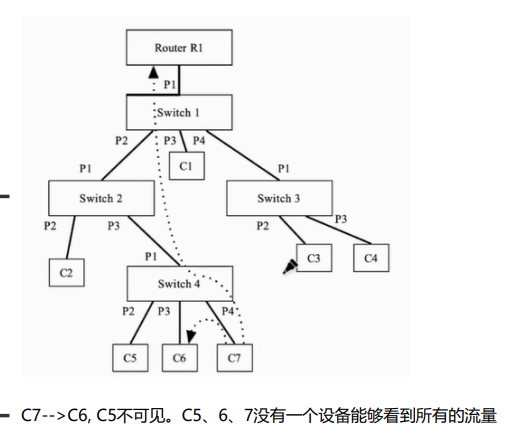 Router R1
P1
Switch 1
P2 P3 P4
C1
P1 P1
Switch 2 Switch 3
P2 P3 P2 P3
C2 C3 C4
P1
Switch 4
P2 P3 P4
C5 C6 C7
C7-->C6, C5不可见。C5、6、7没有一个设备能够看到所有的流量